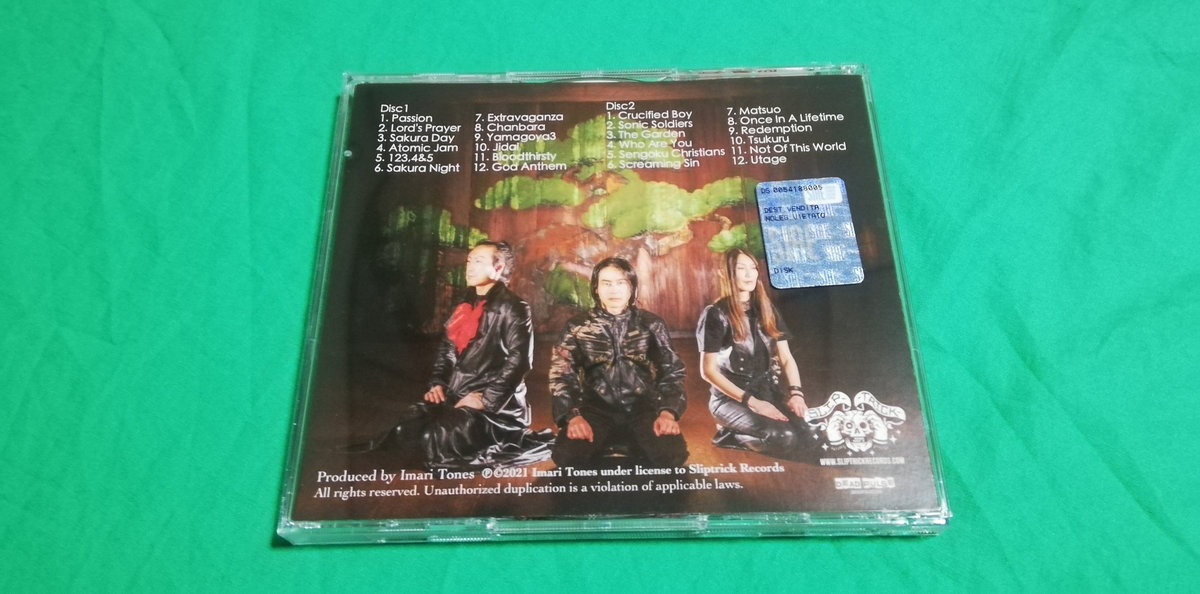 Disc1
1. Passion
2. Lord's Prayer
3. Sakura Day
4. Atomic Jam
5. 123,4&5
6. Sakura Night
7. Extravaganza
8. Chanbara
9. Yamagoya3
10. Jidai
11. Bloodthirsty
12. God Anthem
Disc2
1. Crucified Boy
2. Sonic Soldiers
3. The Garden
4. Who Are You
5. Sengoku Christians
6. Screaming Sin
7. Matsuo
8. Once In A Lifetime
9. Redemption
10. Tsukuru
11. Not Of This World
12. Utage
DS 0054188005
DEST VENDITA
NOLEG VIETATO
DISK
SLIPTRICK
WWW.SLIPTRICKRECORDS.COM
Produced by Imari Tones ℗©2021 Imari Tones under license to Sliptrick Records
All rights reserved. Unauthorized duplication is a violation of applicable laws.